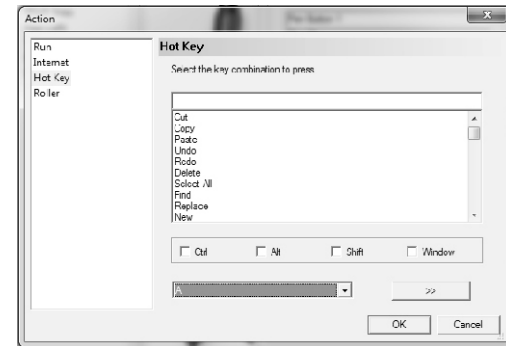 Action
Run
Internet
Hot Key
Roller
Hot Key
Select the key combination to press.
Cut
Copy
Paste
Undo
Redo
Delete
Select All
Find
Replace
New
Ctrl
Alt
Shift
Window
A
>>
OK
Cancel